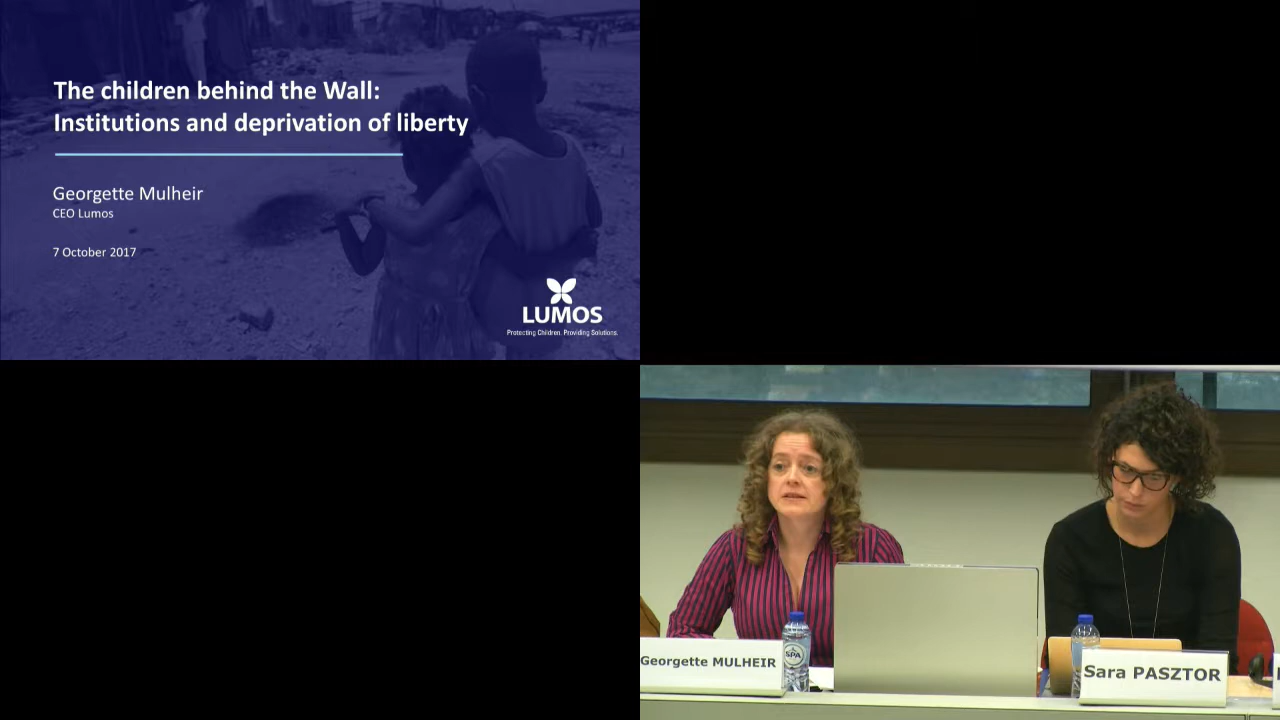 The children behind the Wall:
Institutions and deprivation of liberty
Georgette Mulheir
CEO Lumos
7 October 2017
LUMOS
Protecting Children. Providing Solutions.
Georgette MULHEIR
SPA
Sara PASZTOR